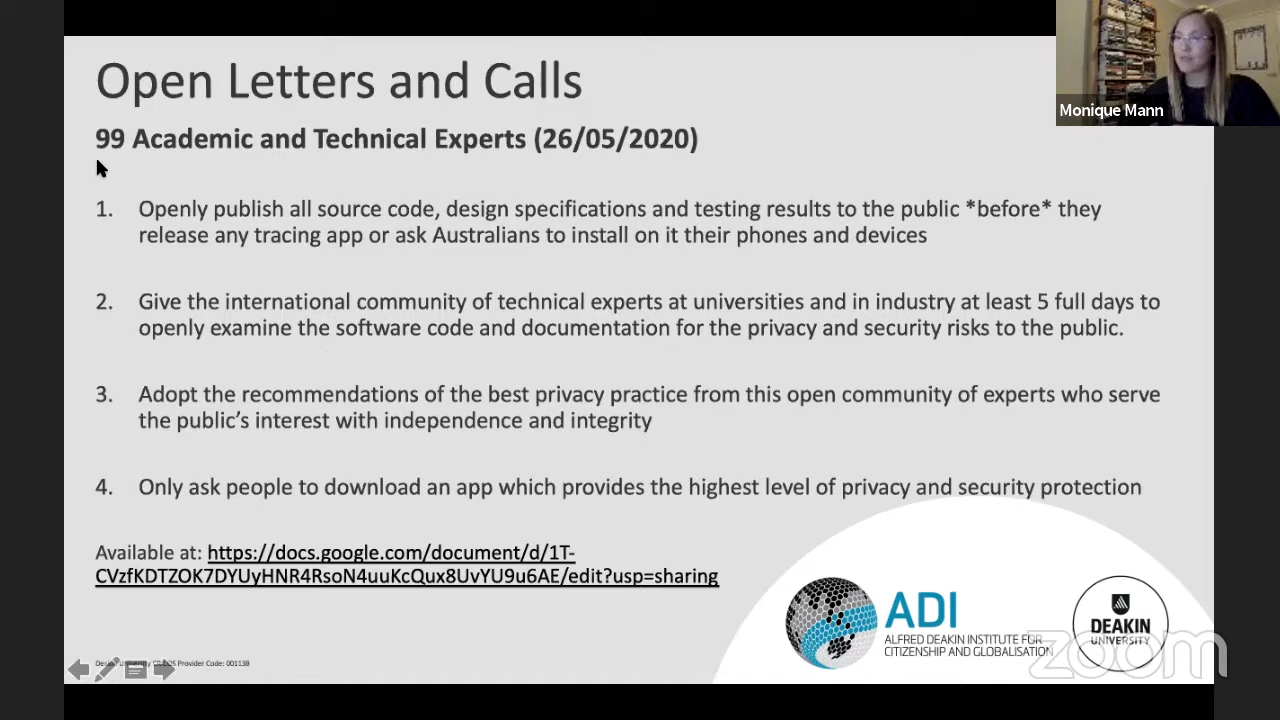 Open Letters and Calls
Monique Mann
99 Academic and Technical Experts (26/05/2020)
1. Openly publish all source code, design specifications and testing results to the public *before* they
release any tracing app or ask Australians to install on it their phones and devices
2. Give the international community of technical experts at universities and in industry at least 5 full days to
openly examine the software code and documentation for the privacy and security risks to the public.
3. Adopt the recommendations of the best privacy practice from this open community of experts who serve
the public's interest with independence and integrity
4. Only ask people to download an app which provides the highest level of privacy and security protection
Available at: https://docs.google.com/document/d/1T-
CVzfKDTZOK7DYUyHNR4RsoN4uuKcQux8UvYU9u6AE/edit?usp=sharing
ADI
ALFRED DEAKIN INSTITUTE FOR
CITIZENSHIP AND GLOBALISATION
DEAKIN
UNIVERSITY
zoom
Deakin University CRICOS Provider Code: 00113B